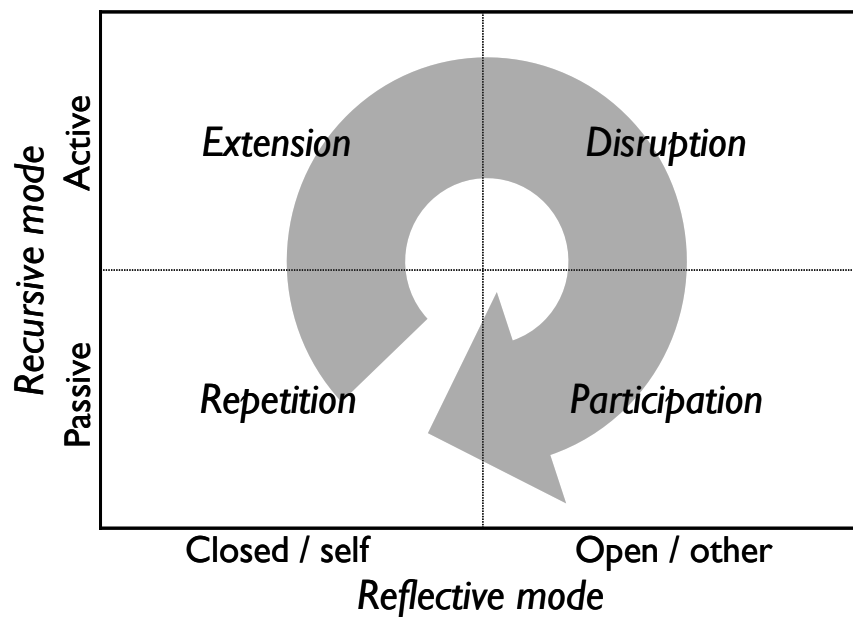 Recursive mode
Active
Passive
Extension
Disruption
Repetition
Participation
Closed / self
Open / other
Reflective mode